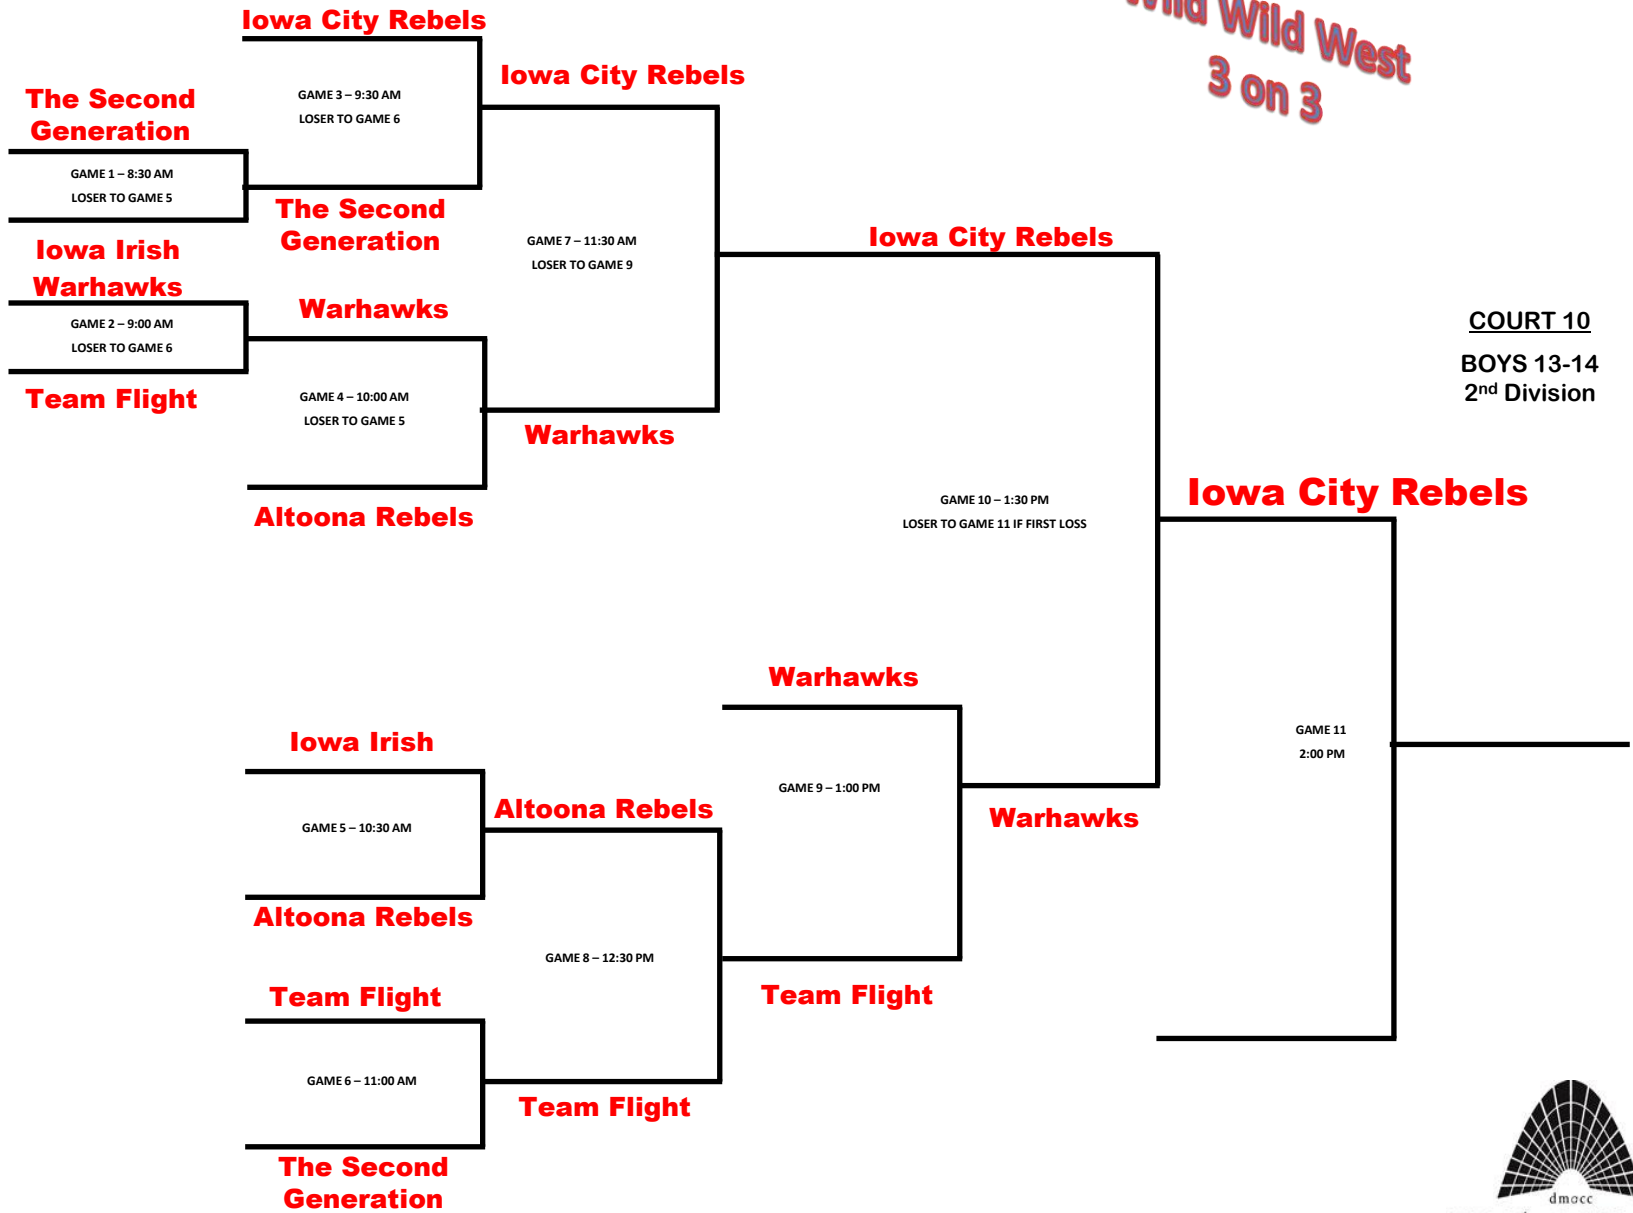 Iowa City Rebels
Wild Wild West
3 on 3
Iowa City Rebels
The Second
Generation
GAME 3 – 9:30 AM
LOSER TO GAME 6
GAME 1 – 8:30 AM
LOSER TO GAME 5
The Second
Generation
Iowa Irish
GAME 7 – 11:30 AM
LOSER TO GAME 9
Iowa City Rebels
Warhawks
GAME 2 – 9:00 AM
LOSER TO GAME 6
Warhawks
Team Flight
GAME 4 – 10:00 AM
LOSER TO GAME 5
Warhawks
Altoona Rebels
COURT 10
BOYS 13-14
2nd Division
GAME 10 – 1:30 PM
LOSER TO GAME 11 IF FIRST LOSS
Iowa City Rebels
Warhawks
Iowa Irish
GAME 5 – 10:30 AM
Altoona Rebels
Altoona Rebels
GAME 9 – 1:00 PM
Warhawks
GAME 11
2:00 PM
GAME 8 – 12:30 PM
Team Flight
Team Flight
GAME 6 – 11:00 AM
Team Flight
The Second
Generation
dmacc